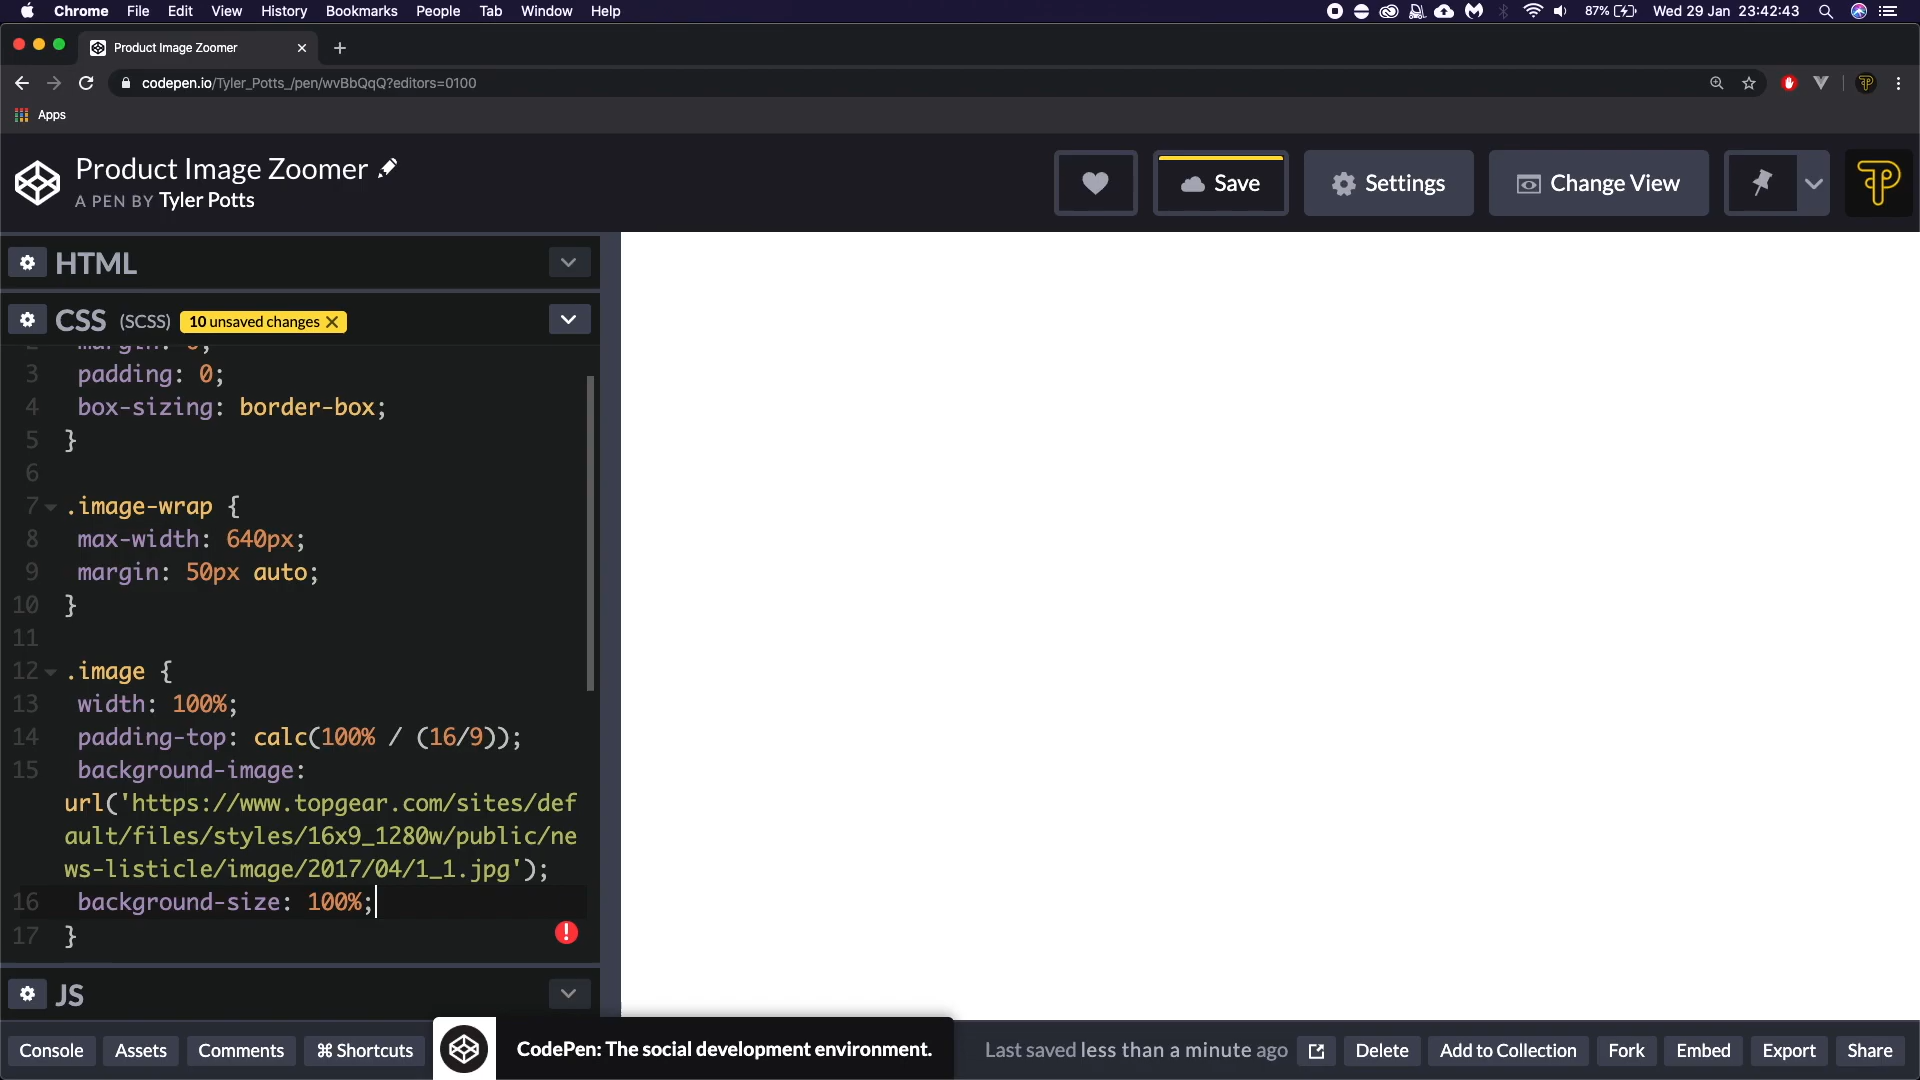 Chrome File Edit View History Bookmarks People Tab Window Help
87% Wed 29 Jan 23:42:43
Product Image Zoomer
codepen.io/Tyler_Potts_/pen/wvBbQqQ?editors=0100
Apps
Product Image Zoomer
A PEN BY Tyler Potts
Save
Settings
Change View
HTML
CSS (SCSS) 10 unsaved changes
2 margin: 0;
3 padding: 0;
4 box-sizing: border-box;
5 }
6
7 .image-wrap {
8 max-width: 640px;
9 margin: 50px auto;
10 }
11
12 .image {
13 width: 100%;
14 padding-top: calc(100% / (16/9));
15 background-image:
url('https://www.topgear.com/sites/def
ault/files/styles/16x9_1280w/public/ne
ws-listicle/image/2017/04/1_1.jpg');
16 background-size: 100%;
17 }
JS
Console Assets Comments ⌘ Shortcuts
CodePen: The social development environment.
Last saved less than a minute ago
Delete Add to Collection Fork Embed Export Share